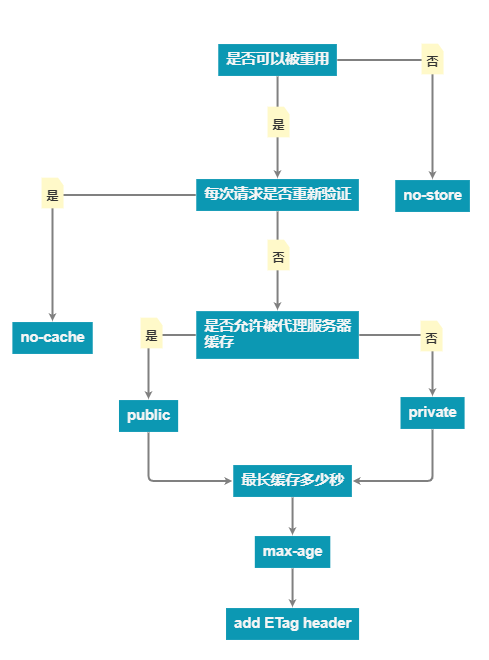 是否可以被重用
否
是
每次请求是否重新验证
是
no-store
否
no-cache
是否允许被代理服务器
缓存
是
否
public
private
最长缓存多少秒
max-age
add ETag header